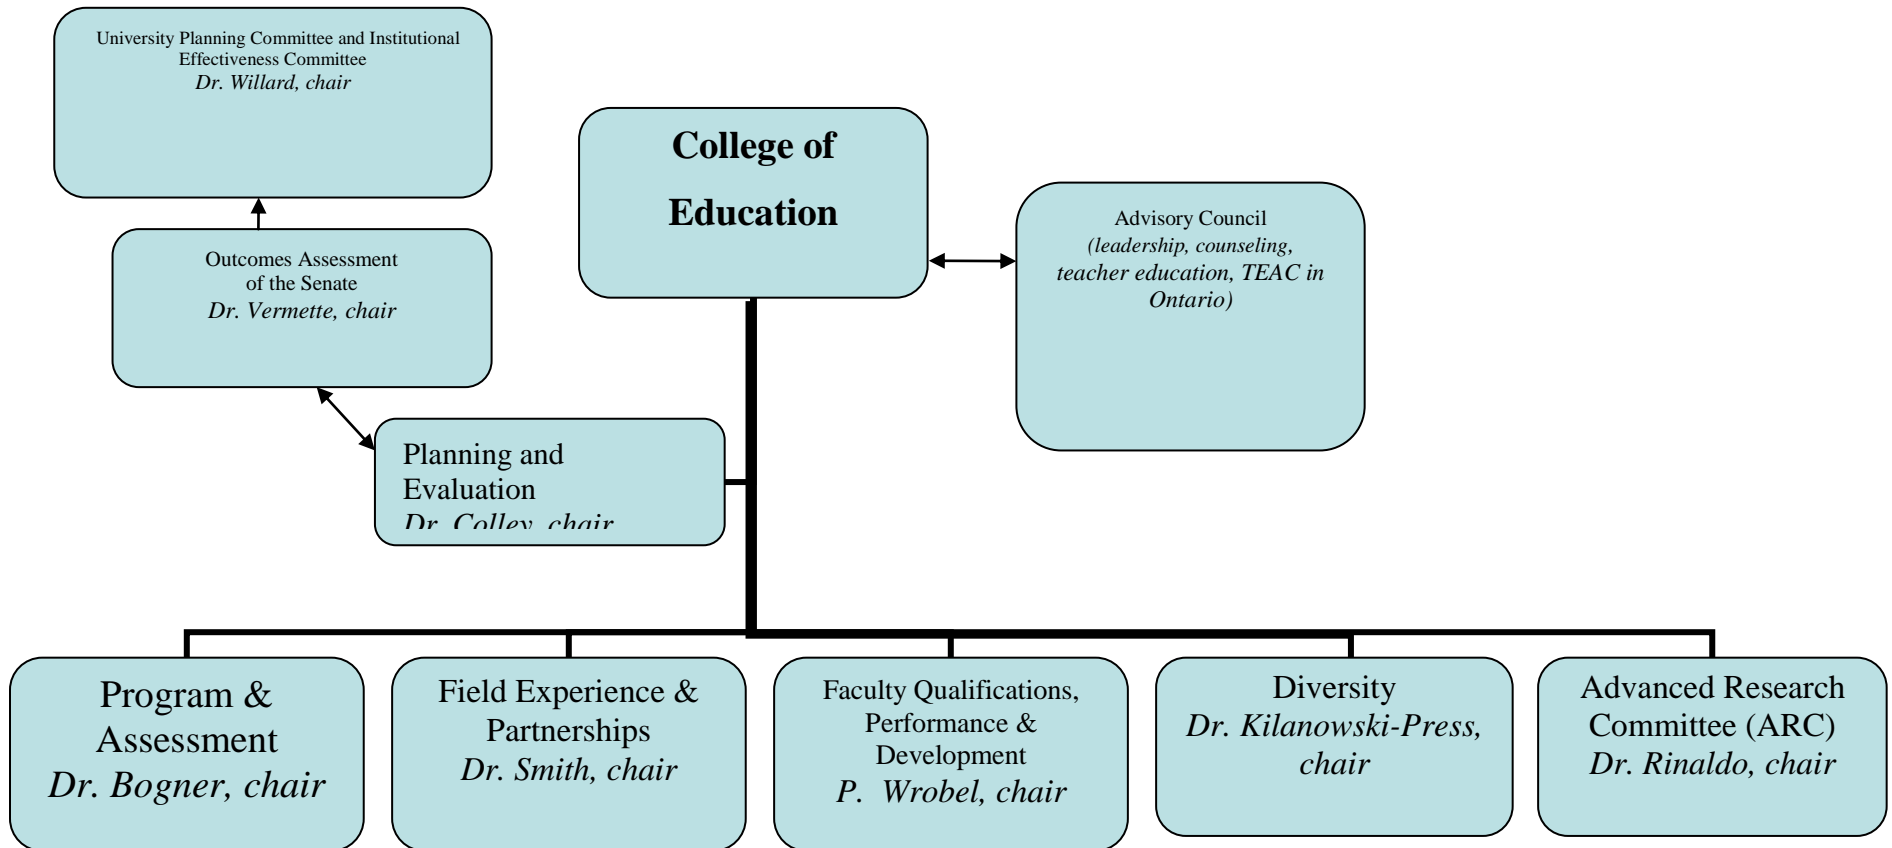 University Planning Committee and Institutional
Effectiveness Committee
Dr. Willard, chair
College of
Education
Advisory Council
(leadership, counseling,
teacher education, TEAC in
Ontario)
Outcomes Assessment
of the Senate
Dr. Vermette, chair
Planning and
Evaluation
Dr. Colley, chair
Program &
Assessment
Dr. Bogner, chair
Field Experience &
Partnerships
Dr. Smith, chair
Faculty Qualifications,
Performance &
Development
P. Wrobel, chair
Diversity
Dr. Kilanowski-Press,
chair
Advanced Research
Committee (ARC)
Dr. Rinaldo, chair